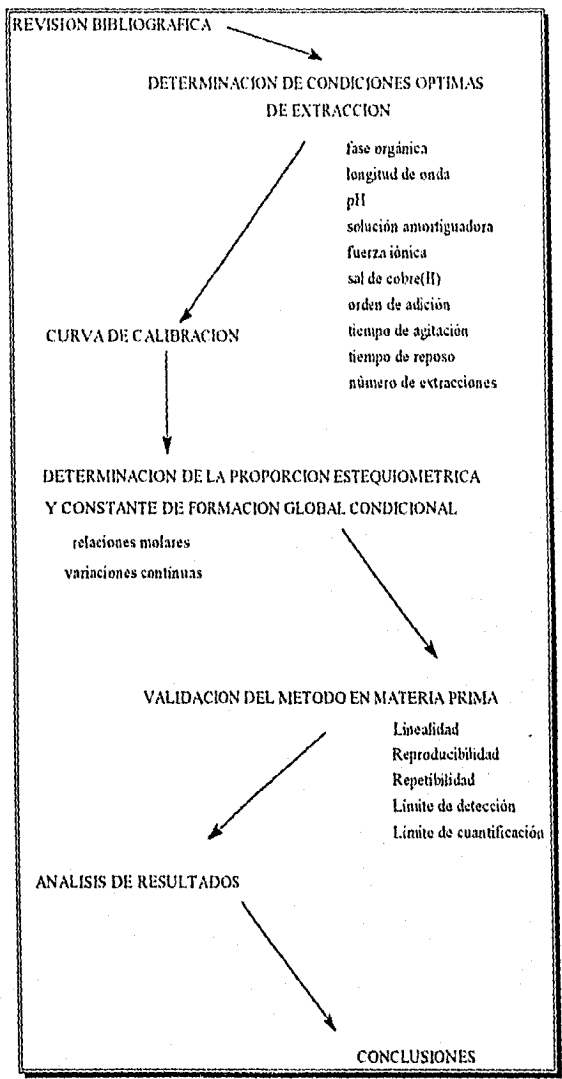 REVISION BIBLIOGRAFICA
DETERMINACION DE CONDICIONES OPTIMAS
DE EXTRACCION
fase orgánica
longitud de onda
pH
solución amortiguadora
fuerza iónica
sal de cobre(II)
orden de adición
tiempo de agitación
tiempo de reposo
número de extracciones
CURVA DE CALIBRACION
DETERMINACION DE LA PROPORCION ESTEQUIOMETRICA
Y CONSTANTE DE FORMACION GLOBAL CONDICIONAL
relaciones molares
variaciones continuas
VALIDACION DEL METODO EN MATERIA PRIMA
Linealidad
Reproducibilidad
Repetibilidad
Límite de detección
Límite de cuantificación
ANALISIS DE RESULTADOS
CONCLUSIONES